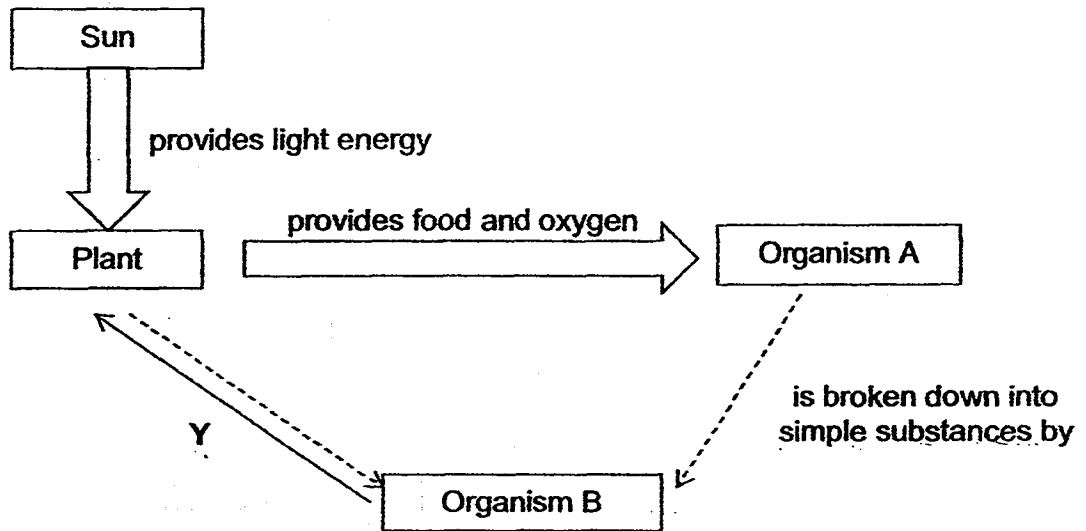 Sun
provides light energy
provides food and oxygen
Plant
Organism A
is broken down into
simple substances by
Y
Organism B